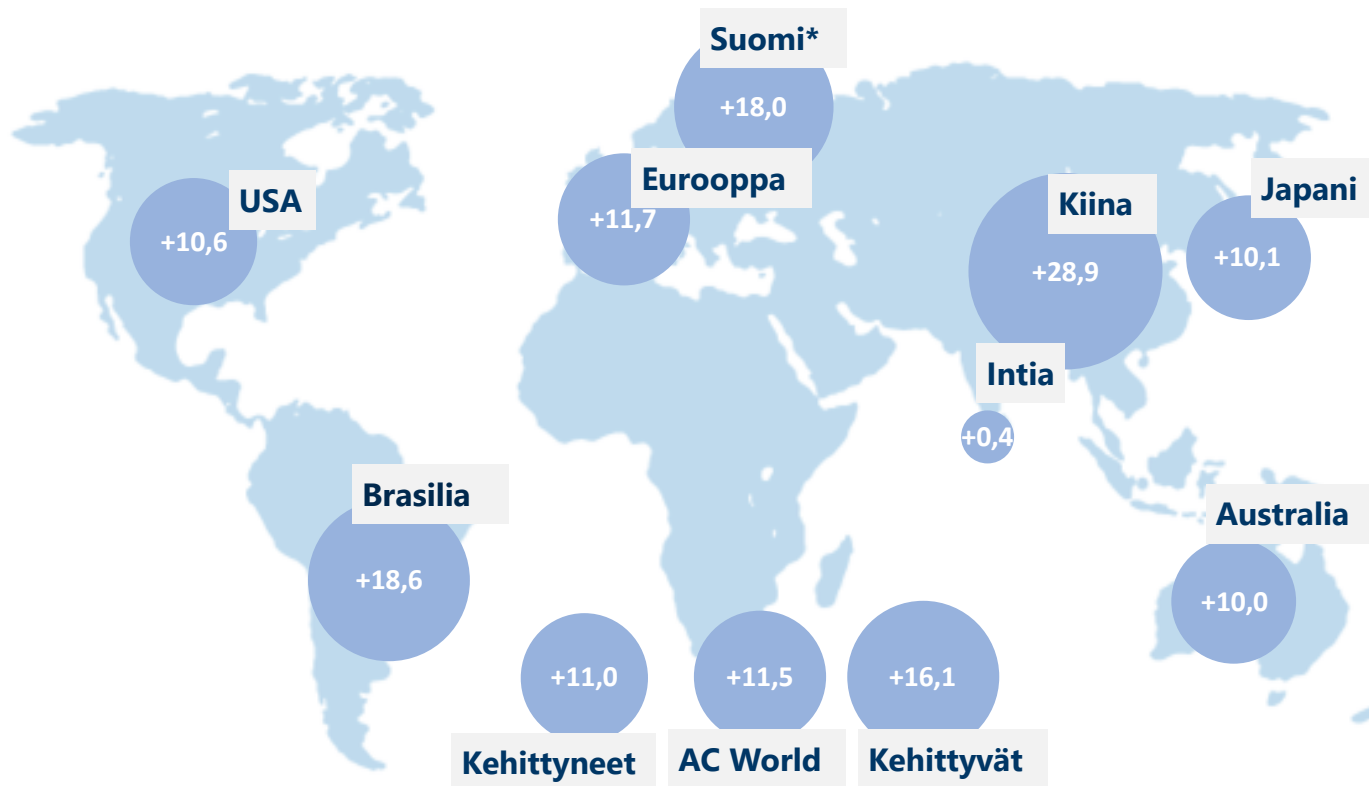 Suomi*
+18,0
Eurooppa
+11,7
USA
+10,6
Kiina
+28,9
Japani
+10,1
Intia
+0,4
Brasilia
+18,6
Australia
+10,0
+11,0
Kehittyneet
+11,5
AC World
+16,1
Kehittyvät